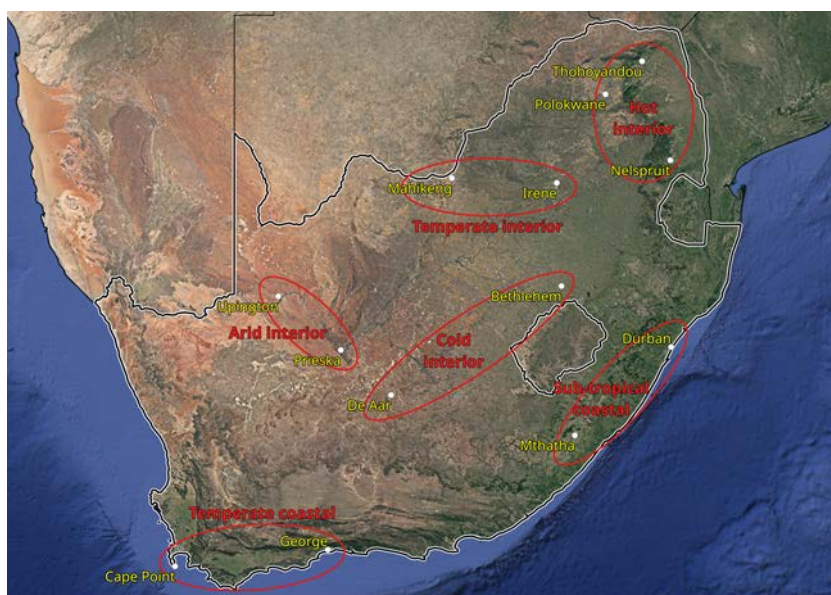 Thohoyandou
Polokwane
Hot
interior
Nelspruit
Mahikeng
Irene
Temperate interior
Upington
Bethlehem
Arid interior
Cold
interior
Prieska
Durban
De Aar
Sub-tropical
coastal
Mthatha
Temperate coastal
George
Cape Point